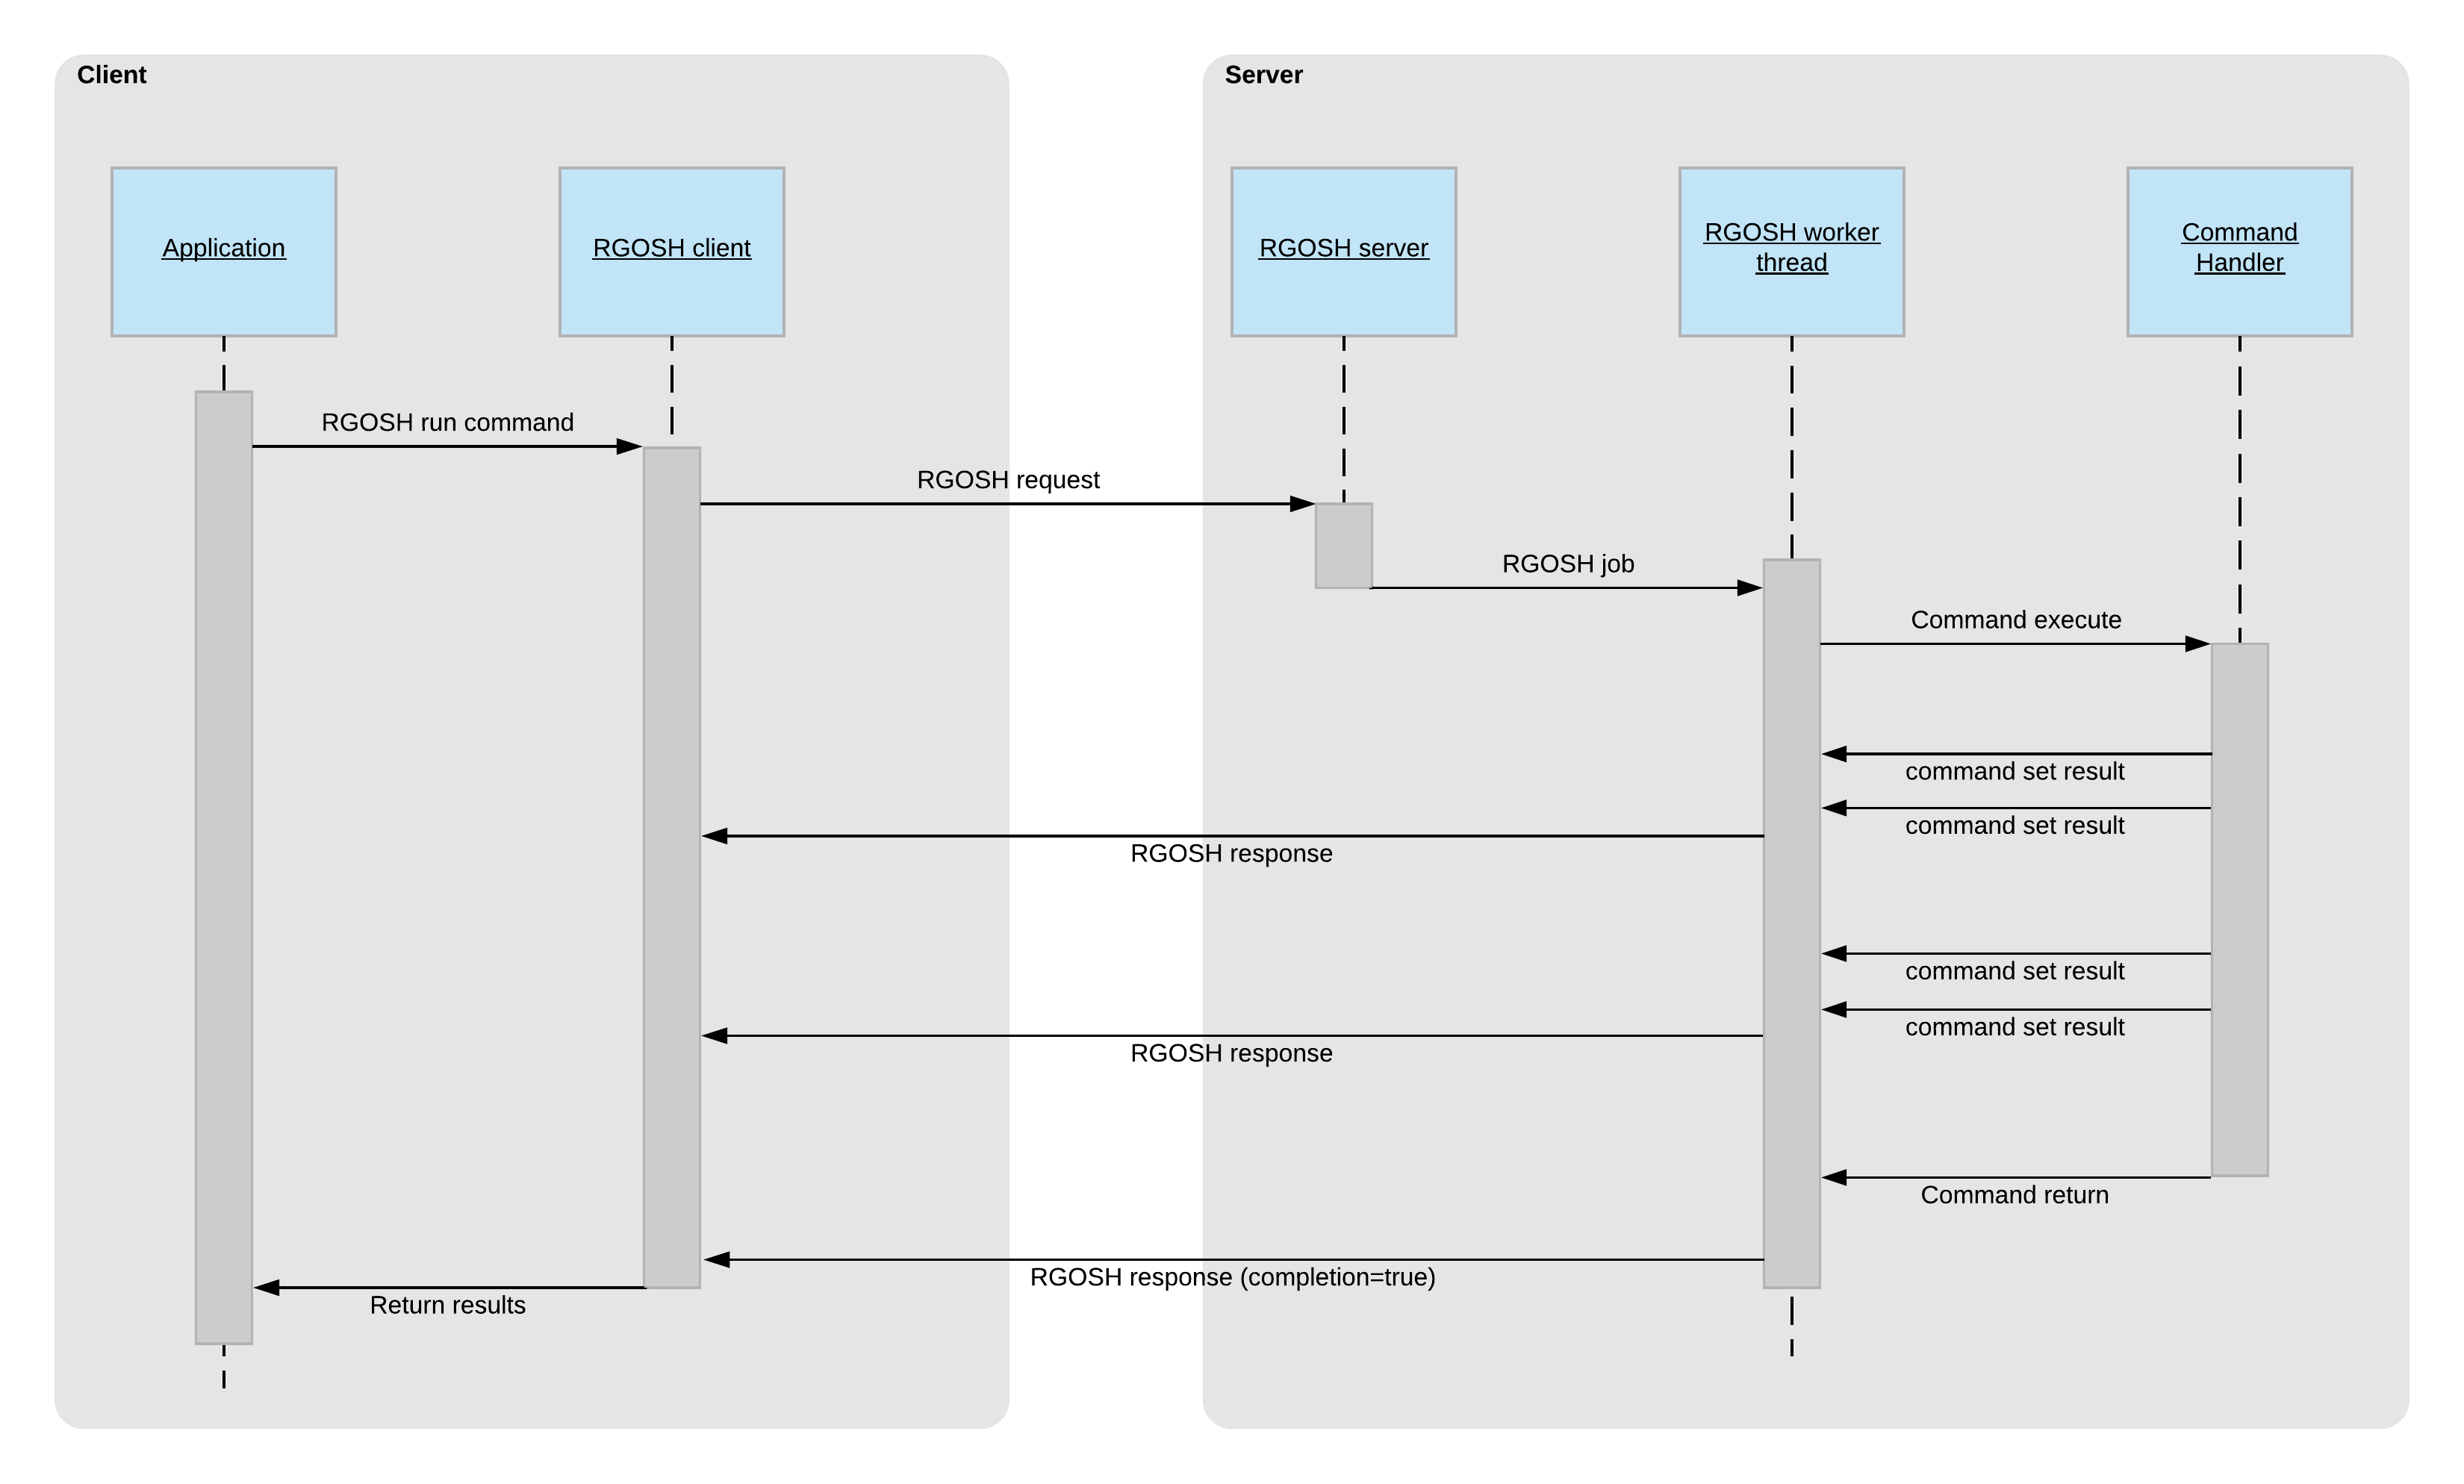 Client
Server
Application
RGOSH client
RGOSH server
RGOSH worker
thread
Command
Handler
RGOSH run command
RGOSH request
RGOSH job
Command execute
command set result
command set result
RGOSH response
command set result
command set result
RGOSH response
Command return
RGOSH response (completion=true)
Return results